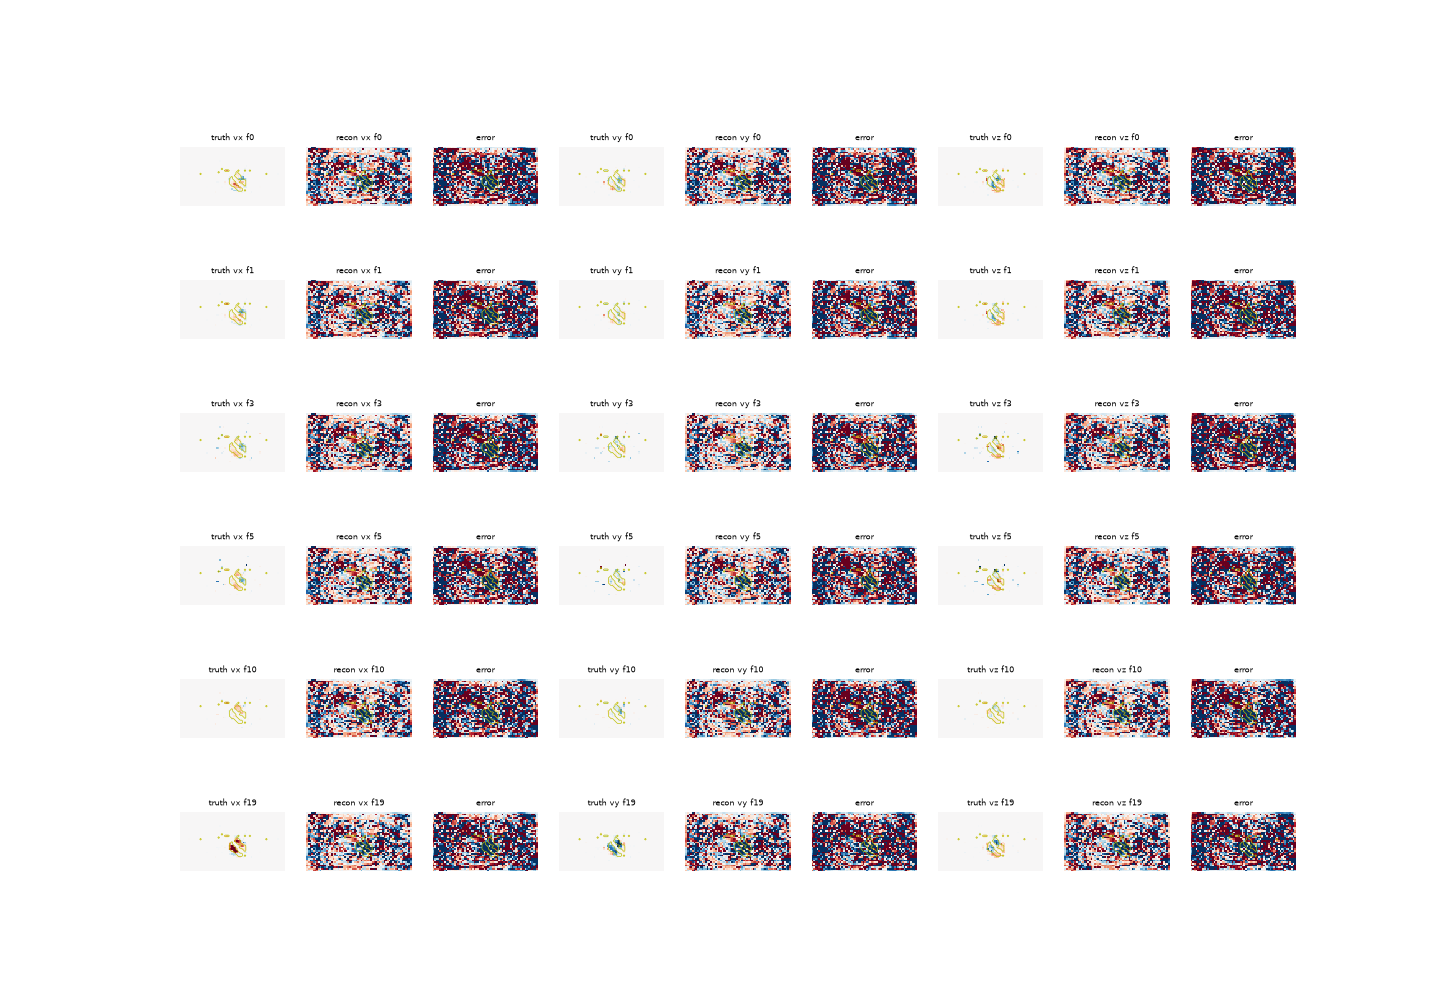 truth vx f0 recon vx f0 error truth vy f0 recon vy f0 error truth vz f0 recon vz f0 error
truth vx f1 recon vx f1 error truth vy f1 recon vy f1 error truth vz f1 recon vz f1 error
truth vx f3 recon vx f3 error truth vy f3 recon vy f3 error truth vz f3 recon vz f3 error
truth vx f5 recon vx f5 error truth vy f5 recon vy f5 error truth vz f5 recon vz f5 error
truth vx f10 recon vx f10 error truth vy f10 recon vy f10 error truth vz f10 recon vz f10 error
truth vx f19 recon vx f19 error truth vy f19 recon vy f19 error truth vz f19 recon vz f19 error